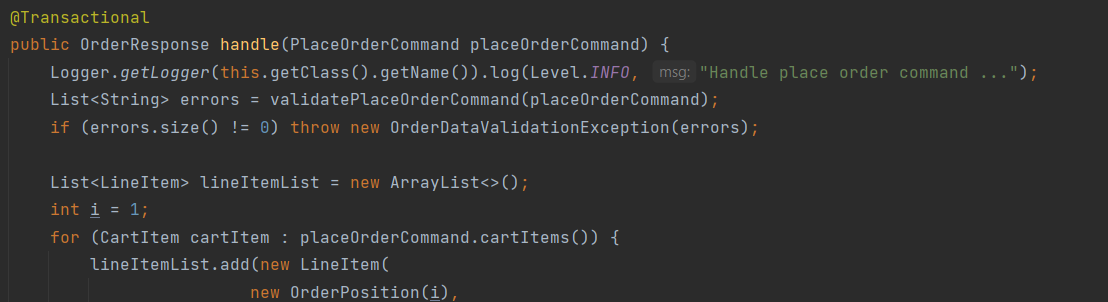 @Transactional
public OrderResponse handle(PlaceOrderCommand placeOrderCommand) {
Logger.getLogger(this.getClass().getName()).log(Level.INFO, msg: "Handle place order command ...");
List<String> errors = validatePlaceOrderCommand(placeOrderCommand);
if (errors.size() != 0) throw new OrderDataValidationException(errors);
List<LineItem> lineItemList = new ArrayList<>();
int i = 1;
for (CartItem cartItem : placeOrderCommand.cartItems()) {
lineItemList.add(new LineItem(
new OrderPosition(i),